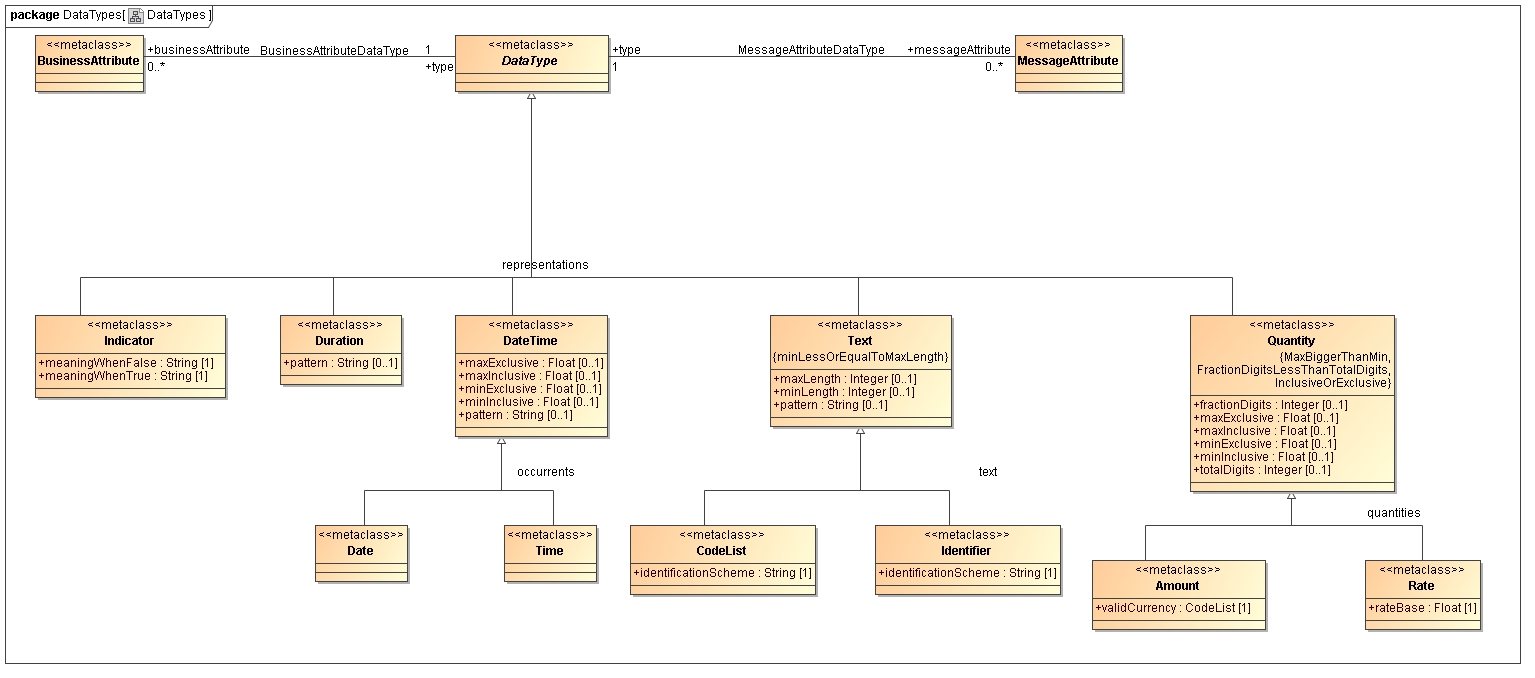 package DataTypes[ DataTypes ]
<<metaclass>>
BusinessAttribute
+businessAttribute BusinessAttributeDataType 1
0..* +type
<<metaclass>>
DataType
+type MessageAttributeDataType +messageAttribute
1 0..*
<<metaclass>>
MessageAttribute
representations
<<metaclass>>
Indicator
+meaningWhenFalse : String [1]
+meaningWhenTrue : String [1]
<<metaclass>>
Duration
+pattern : String [0..1]
<<metaclass>>
DateTime
+maxExclusive : Float [0..1]
+maxInclusive : Float [0..1]
+minExclusive : Float [0..1]
+minInclusive : Float [0..1]
+pattern : String [0..1]
<<metaclass>>
Text
{minLessOrEqualToMaxLength}
+maxLength : Integer [0..1]
+minLength : Integer [0..1]
+pattern : String [0..1]
<<metaclass>>
Quantity
{MaxBiggerThanMin,
FractionDigitsLessThanTotalDigits,
InclusiveOrExclusive}
+fractionDigits : Integer [0..1]
+maxExclusive : Float [0..1]
+maxInclusive : Float [0..1]
+minExclusive : Float [0..1]
+minInclusive : Float [0..1]
+totalDigits : Integer [0..1]
occurrents
text
quantities
<<metaclass>>
Date
<<metaclass>>
Time
<<metaclass>>
CodeList
+identificationScheme : String [1]
<<metaclass>>
Identifier
+identificationScheme : String [1]
<<metaclass>>
Amount
+validCurrency : CodeList [1]
<<metaclass>>
Rate
+rateBase : Float [1]